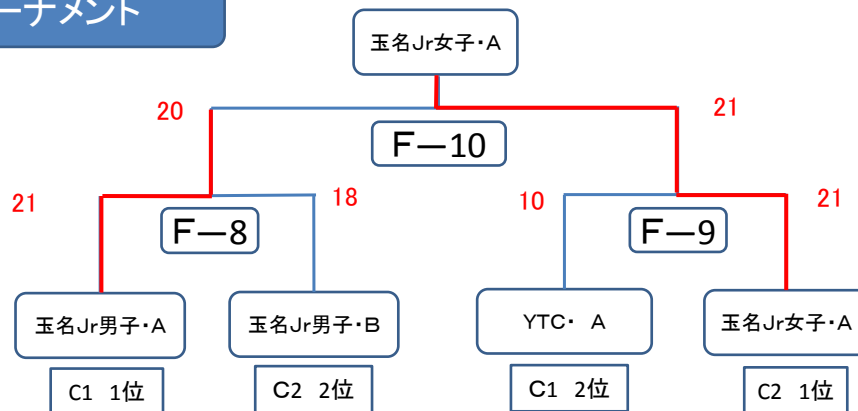 ーナメント
玉名Jr女子・A
20
21
F—10
21
18
10
21
F—8
F—9
玉名Jr男子・A
玉名Jr男子・B
YTC・ A
玉名Jr女子・A
C1 1位
C2 2位
C1 2位
C2 1位